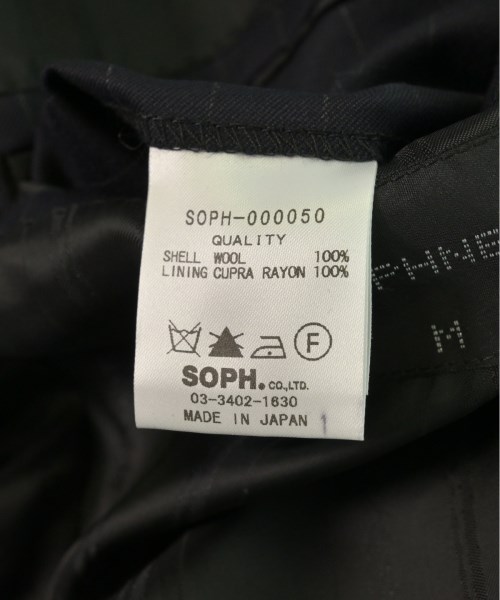 SOPH-000050
QUALITY
SHELL WOOL 100%
LINING CUPRA RAYON 100%
F
SOPH. CO.,LTD.
03-3402-1630
MADE IN JAPAN
PHNE
M